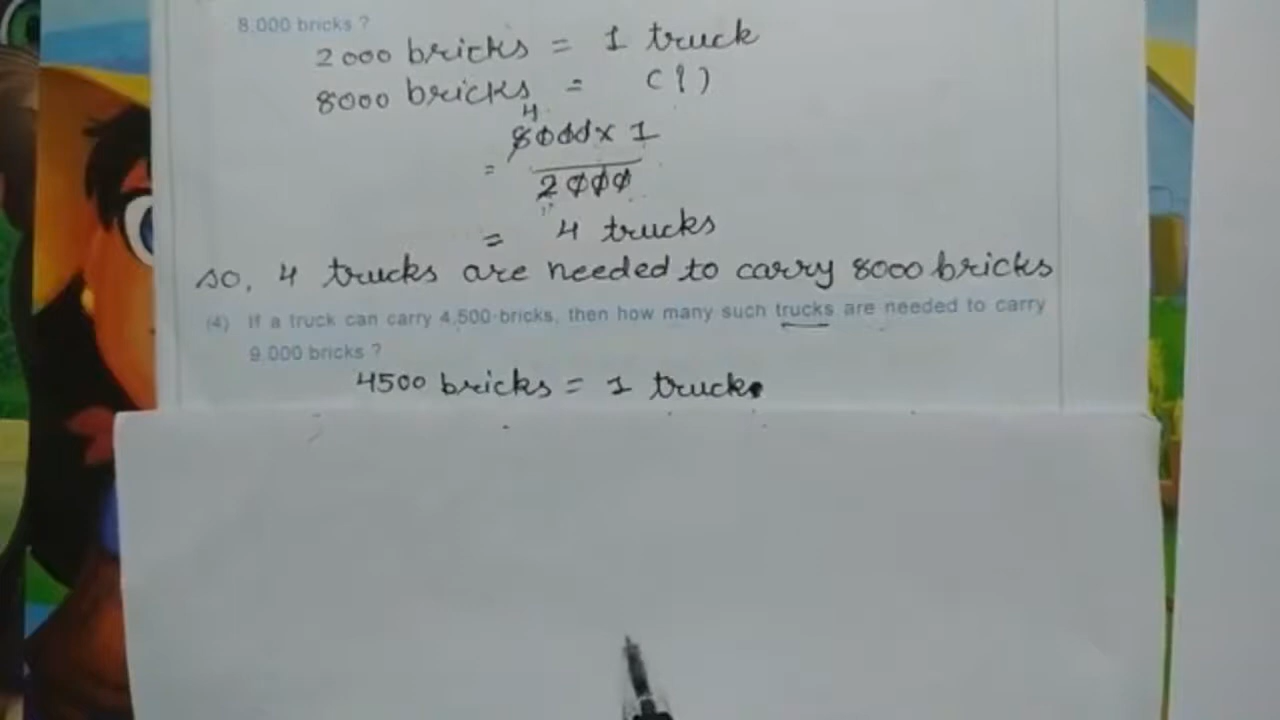 8,000 bricks ?
2000 bricks = 1 truck
8000 bricks = (?)
4
= 8000 x 1
2000
= 4 trucks
so, 4 trucks are needed to carry 8000 bricks
(4) If a truck can carry 4,500 bricks, then how many such trucks are needed to carry
9,000 bricks ?
4500 bricks = 1 truck